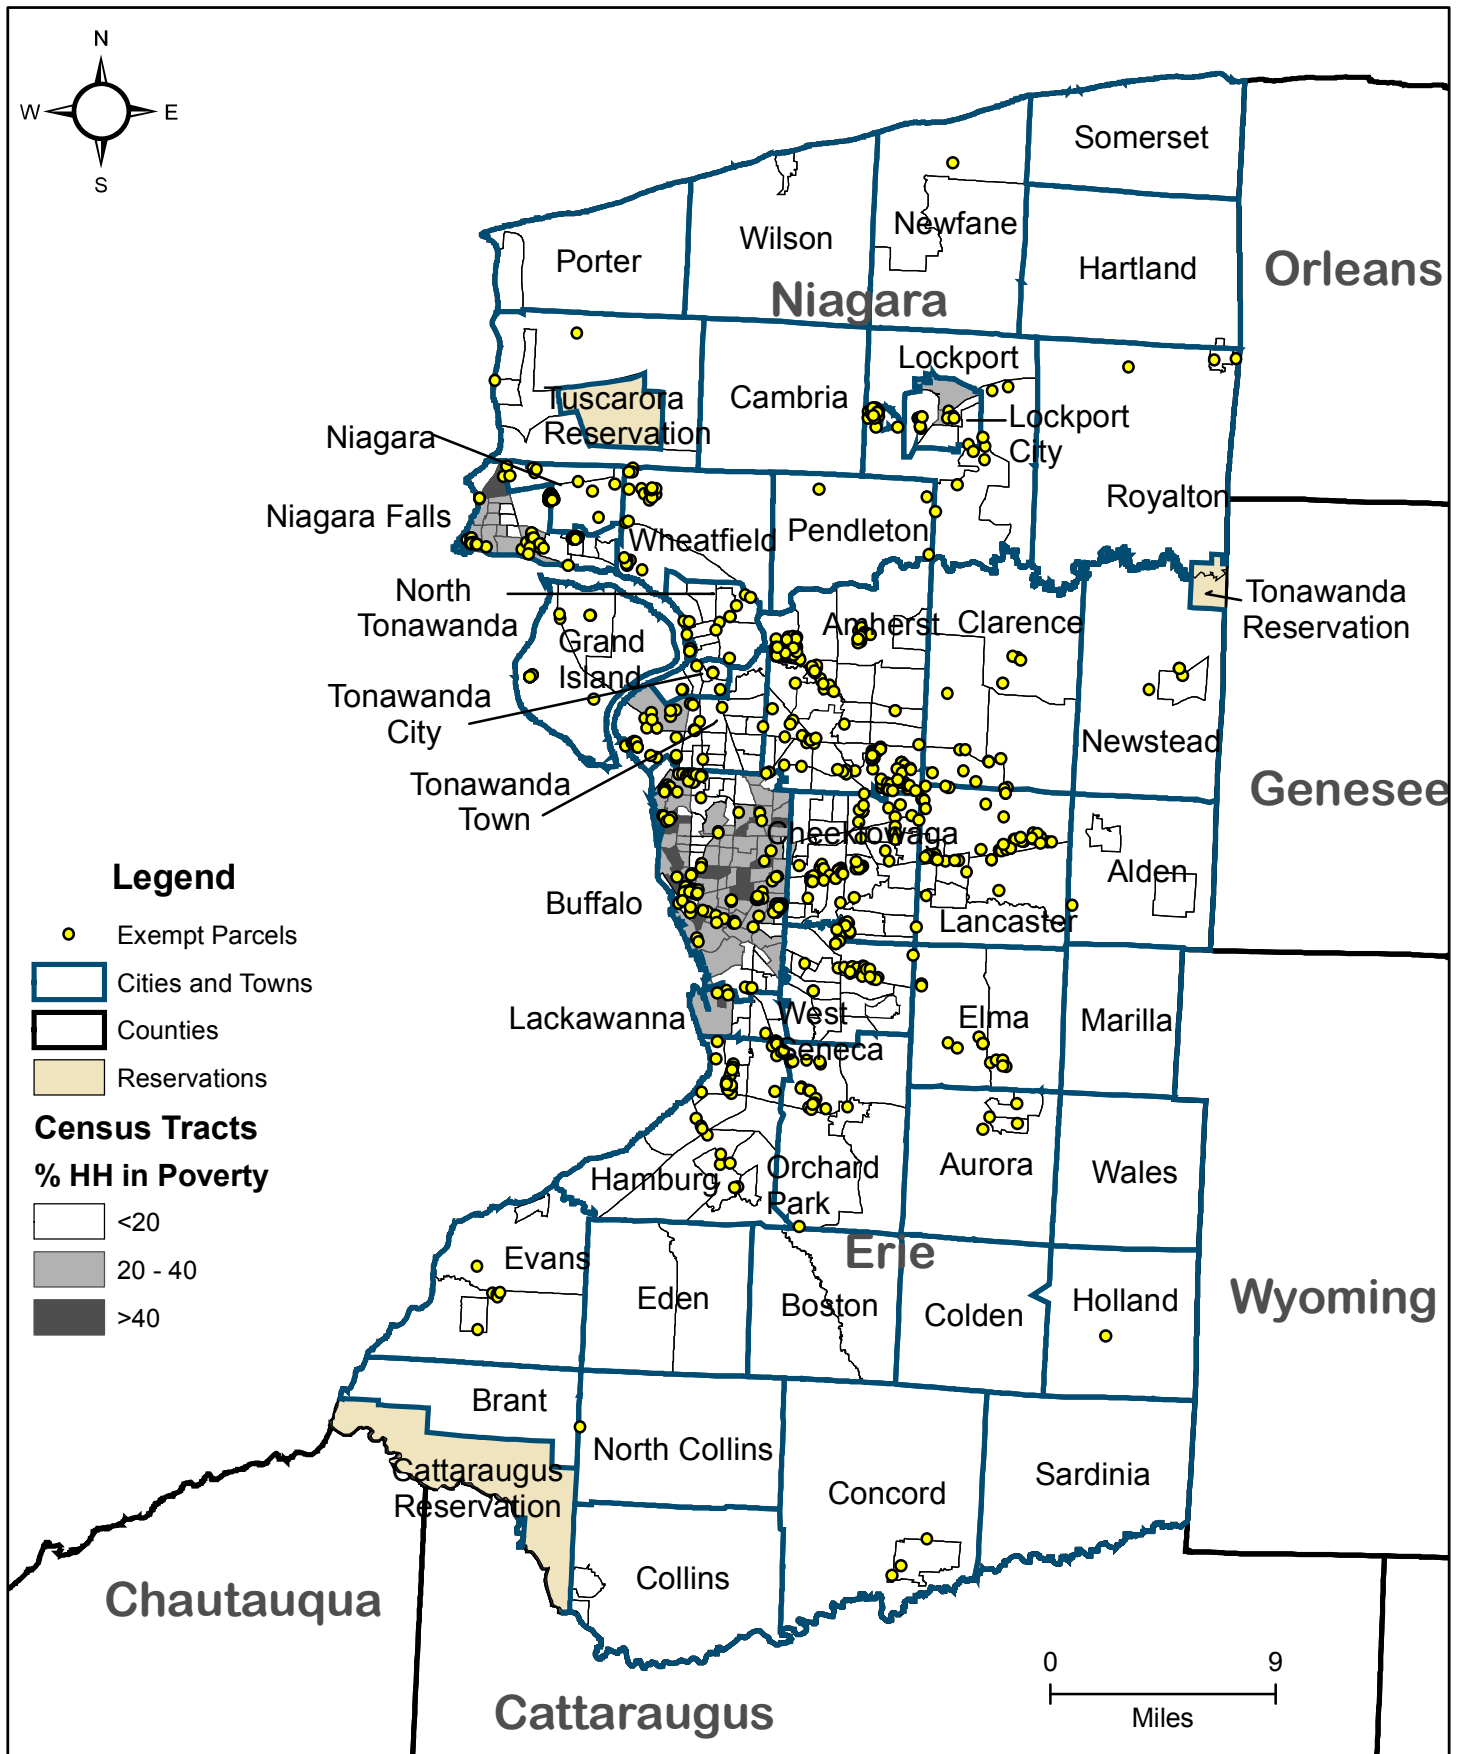 N
W
E
S
Somerset
Newfane
Wilson
Porter
Hartland
Orleans
Niagara
Lockport
Tuscarora
Reservation
Cambria
Lockport
City
Niagara
Royalton
Niagara Falls
Wheatfield
Pendleton
North
Tonawanda
Tonawanda
Reservation
Amherst
Clarence
Grand
Island
Tonawanda
City
Newstead
Tonawanda
Town
Genesee
Cheektowaga
Alden
Legend
Buffalo
Lancaster
Exempt Parcels
Cities and Towns
Lackawanna
West
Seneca
Elma
Marilla
Counties
Reservations
Census Tracts
% HH in Poverty
Hamburg
Orchard
Park
Aurora
Wales
<20
Erie
Evans
20 - 40
Eden
Boston
Colden
Holland
Wyoming
>40
Brant
North Collins
Cattaraugus
Reservation
Concord
Sardinia
Collins
Chautauqua
0
9
Miles
Cattaraugus